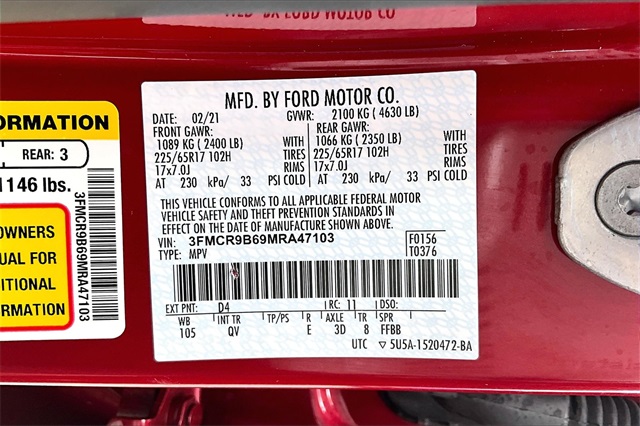 MFD. BY FORD MOTOR CO.
DATE: 02/21 GVWR: 2100 KG ( 4630 LB)
FRONT GAWR: REAR GAWR:
1089 KG ( 2400 LB) WITH 1066 KG ( 2350 LB) WITH
225/65R17 102H TIRES 225/65R17 102H TIRES
17x7.0J RIMS 17x7.0J RIMS
AT 230 kPa/ 33 PSI COLD AT 230 kPa/ 33 PSI COLD
THIS VEHICLE CONFORMS TO ALL APPLICABLE FEDERAL MOTOR
VEHICLE SAFETY AND THEFT PREVENTION STANDARDS IN
EFFECT ON THE DATE OF MANUFACTURE SHOWN ABOVE.
VIN: 3FMCR9B69MRA47103 F0156
TYPE: MPV T0376
EXT PNT: D4 RC: 11 DSO:
WB INT TR TP/PS R AXLE TR SPR
105 QV E 3D 8 FFBB
UTC 5U5A-1520472-BA
ORMATION
REAR: 3
1146 lbs.
3FMCR9B69MRA47103
OWNERS
UAL FOR
DITIONAL
ORMATION